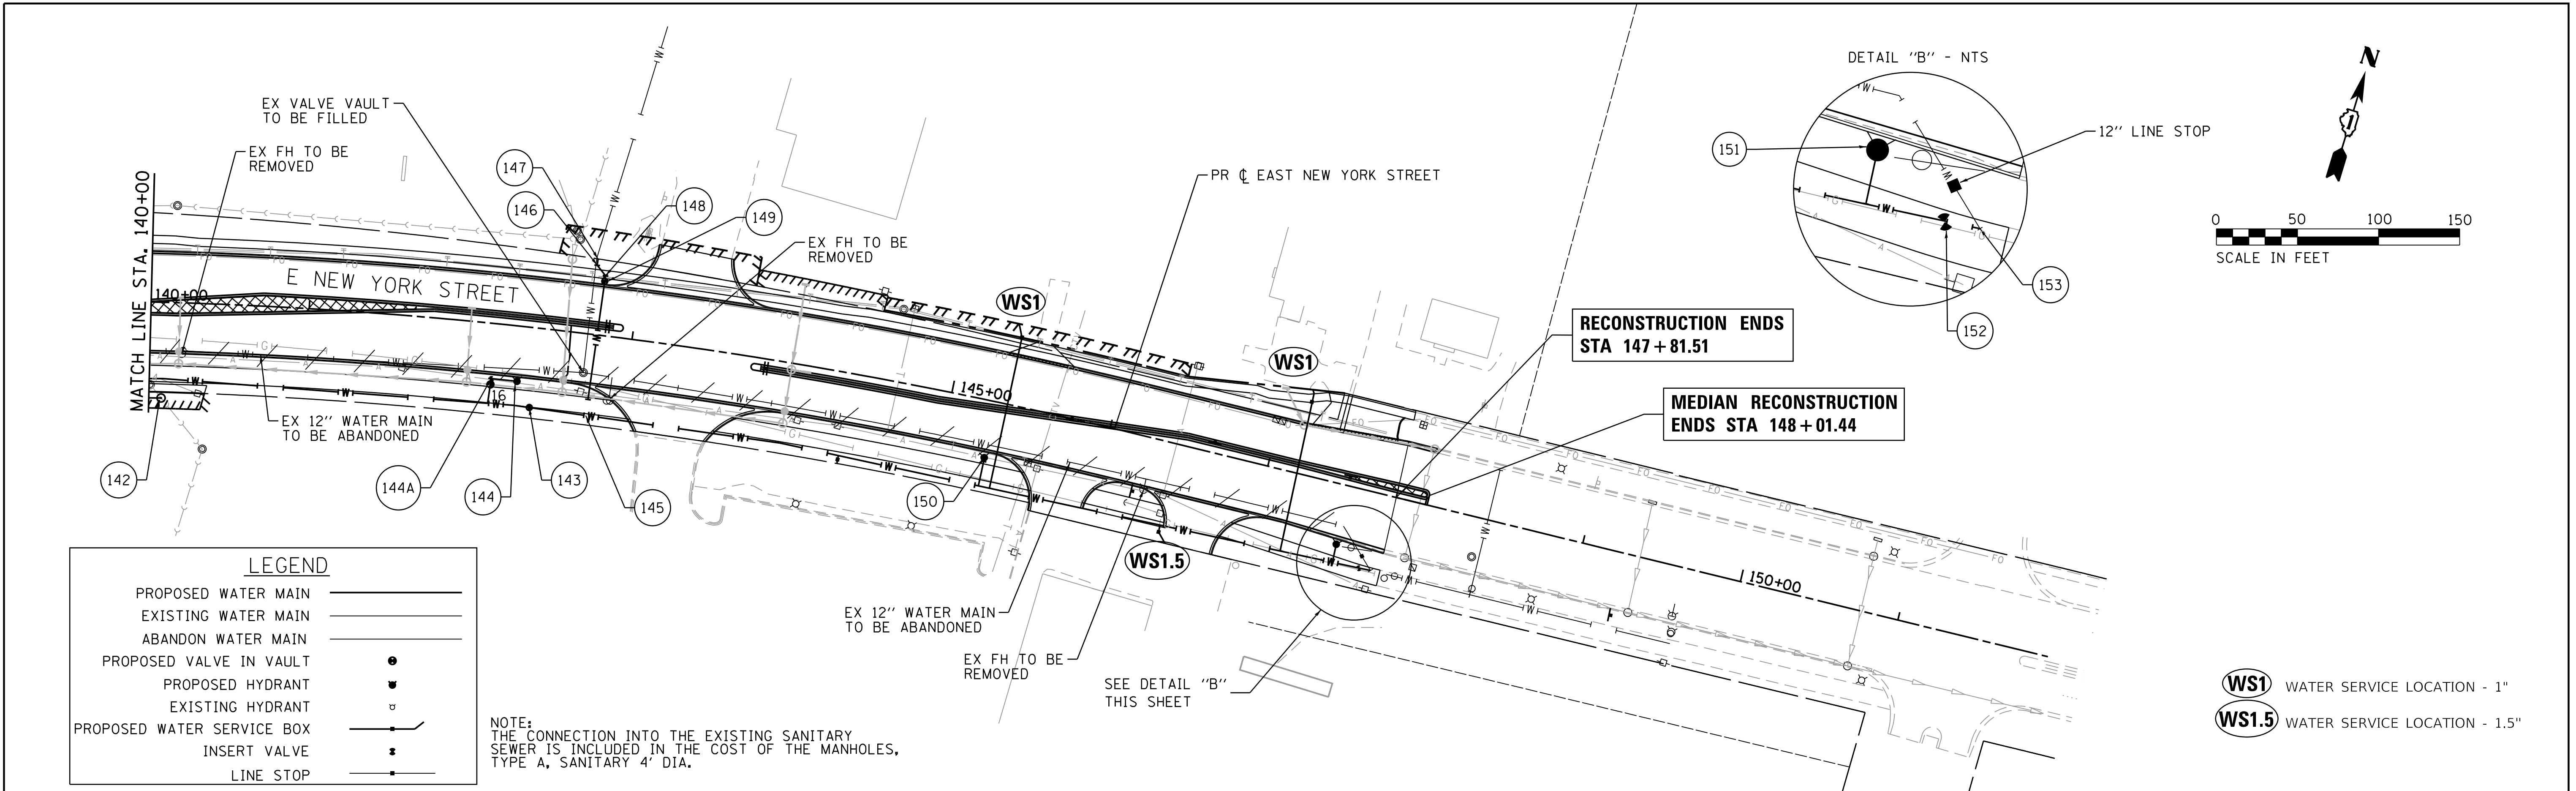 EX VALVE VAULT
TO BE FILLED
EX FH TO BE
REMOVED
MATCH LINE STA. 140+00
140+00
E NEW YORK STREET
147
146
148
149
EX FH TO BE
REMOVED
WS1
PR ℄ EAST NEW YORK STREET
WS1
RECONSTRUCTION ENDS
STA 147+81.51
MEDIAN RECONSTRUCTION
ENDS STA 148+01.44
DETAIL "B" - NTS
151
12" LINE STOP
153
152
N
1
0 50 100 150
SCALE IN FEET
145+00
150+00
EX 12" WATER MAIN
TO BE ABANDONED
16
142
144A
144
143
145
150
WS1.5
EX 12" WATER MAIN
TO BE ABANDONED
EX FH TO BE
REMOVED
SEE DETAIL "B"
THIS SHEET
LEGEND
PROPOSED WATER MAIN
EXISTING WATER MAIN
ABANDON WATER MAIN
PROPOSED VALVE IN VAULT
PROPOSED HYDRANT
EXISTING HYDRANT
PROPOSED WATER SERVICE BOX
INSERT VALVE
LINE STOP
NOTE:
THE CONNECTION INTO THE EXISTING SANITARY
SEWER IS INCLUDED IN THE COST OF THE MANHOLES,
TYPE A, SANITARY 4' DIA.
WS1 WATER SERVICE LOCATION - 1"
WS1.5 WATER SERVICE LOCATION - 1.5"